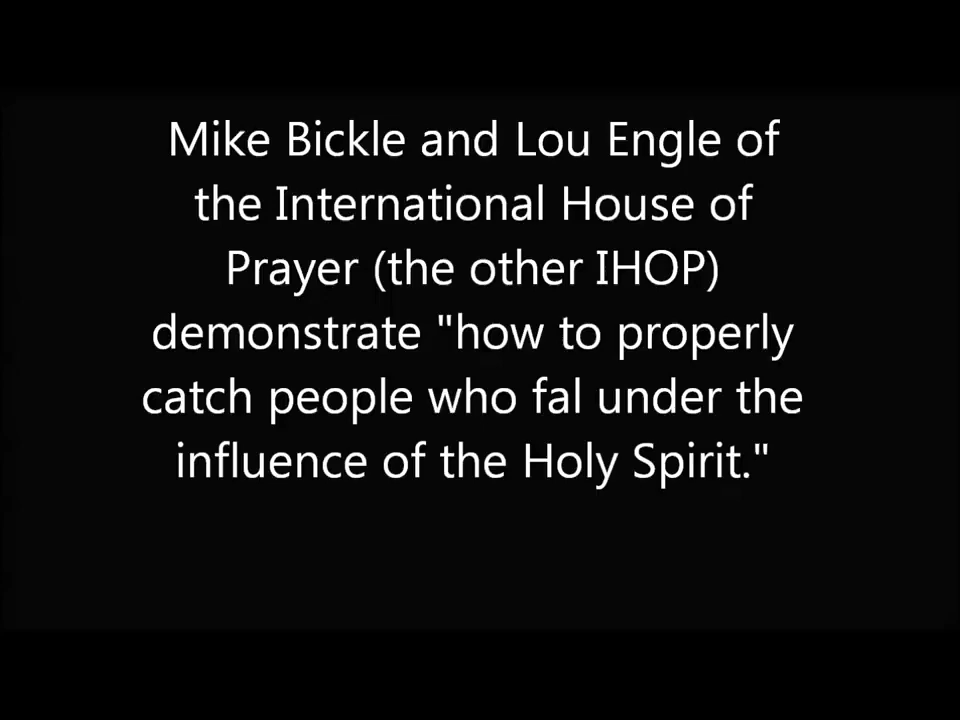 Mike Bickle and Lou Engle of
the International House of
Prayer (the other IHOP)
demonstrate "how to properly
catch people who fal under the
influence of the Holy Spirit."